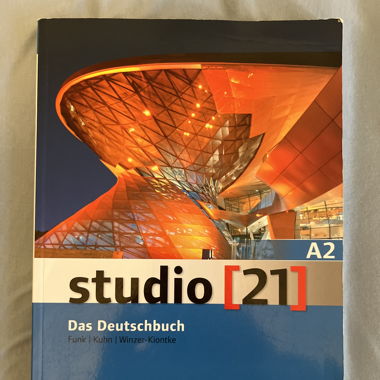 A2
studio [21]
Das Deutschbuch
Funk | Kuhn | Winzer-Kiontke